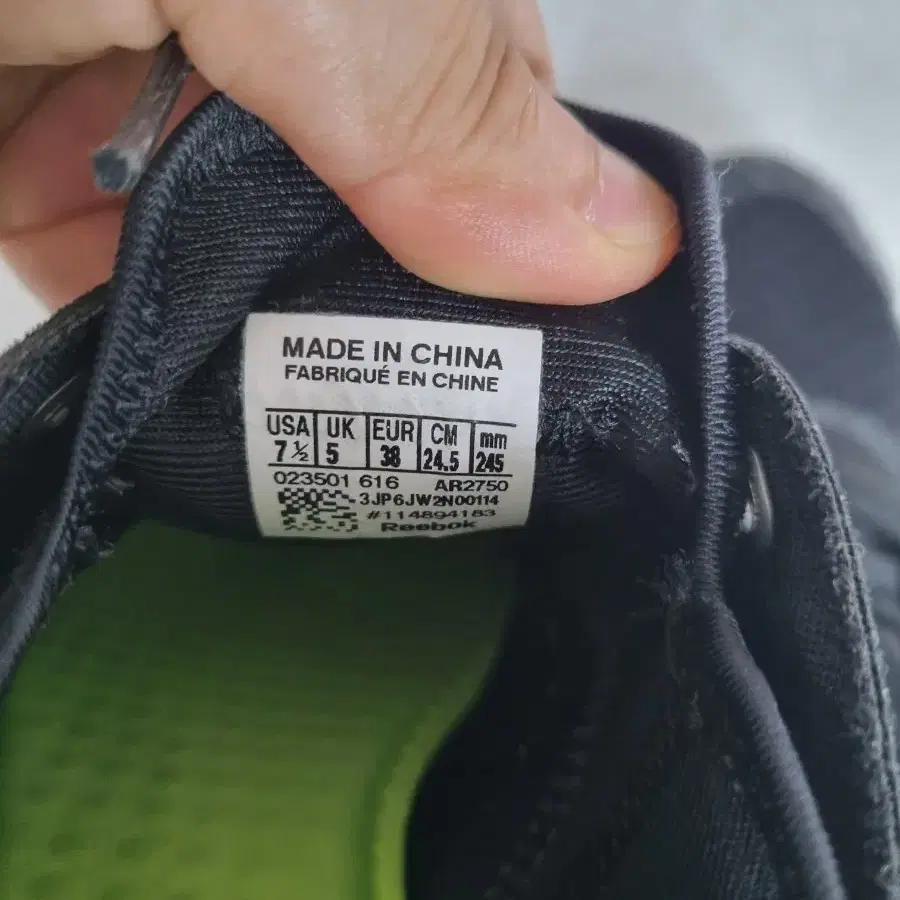 MADE IN CHINA
FABRIQUÉ EN CHINE
USA UK EUR CM mm
7 ½ 5 38 24.5 245
023501 616 AR2750
3JP6JW2N00114
#114894183
Reebok